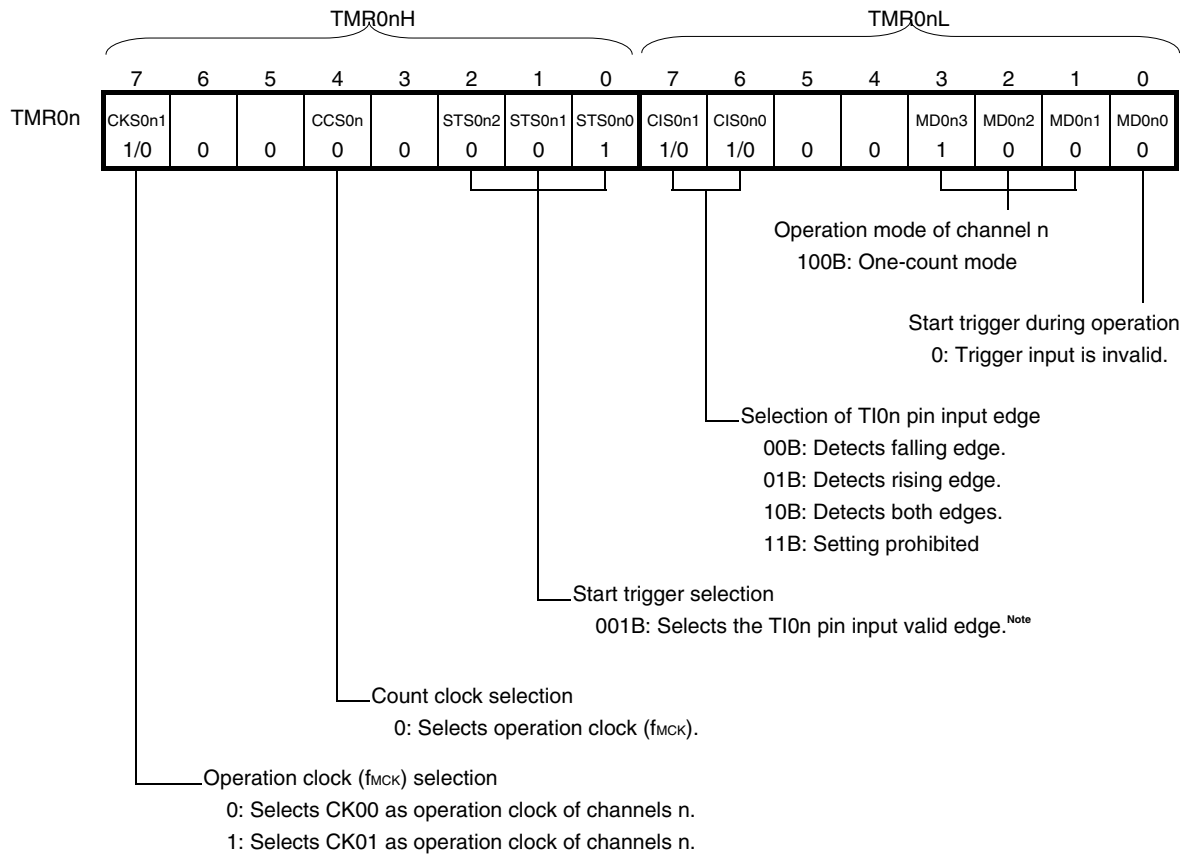 TMR0nH TMR0nL
7 6 5 4 3 2 1 0 7 6 5 4 3 2 1 0
TMR0n CKS0n1 CCS0n STS0n2 STS0n1 STS0n0 CIS0n1 CIS0n0 MD0n3 MD0n2 MD0n1 MD0n0
1/0 0 0 0 0 0 0 1 1/0 1/0 0 0 1 0 0 0
Operation mode of channel n
100B: One-count mode
Start trigger during operation
0: Trigger input is invalid.
Selection of TI0n pin input edge
00B: Detects falling edge.
01B: Detects rising edge.
10B: Detects both edges.
11B: Setting prohibited
Start trigger selection
001B: Selects the TI0n pin input valid edge.Note
Count clock selection
0: Selects operation clock (fMCK).
Operation clock (fMCK) selection
0: Selects CK00 as operation clock of channels n.
1: Selects CK01 as operation clock of channels n.